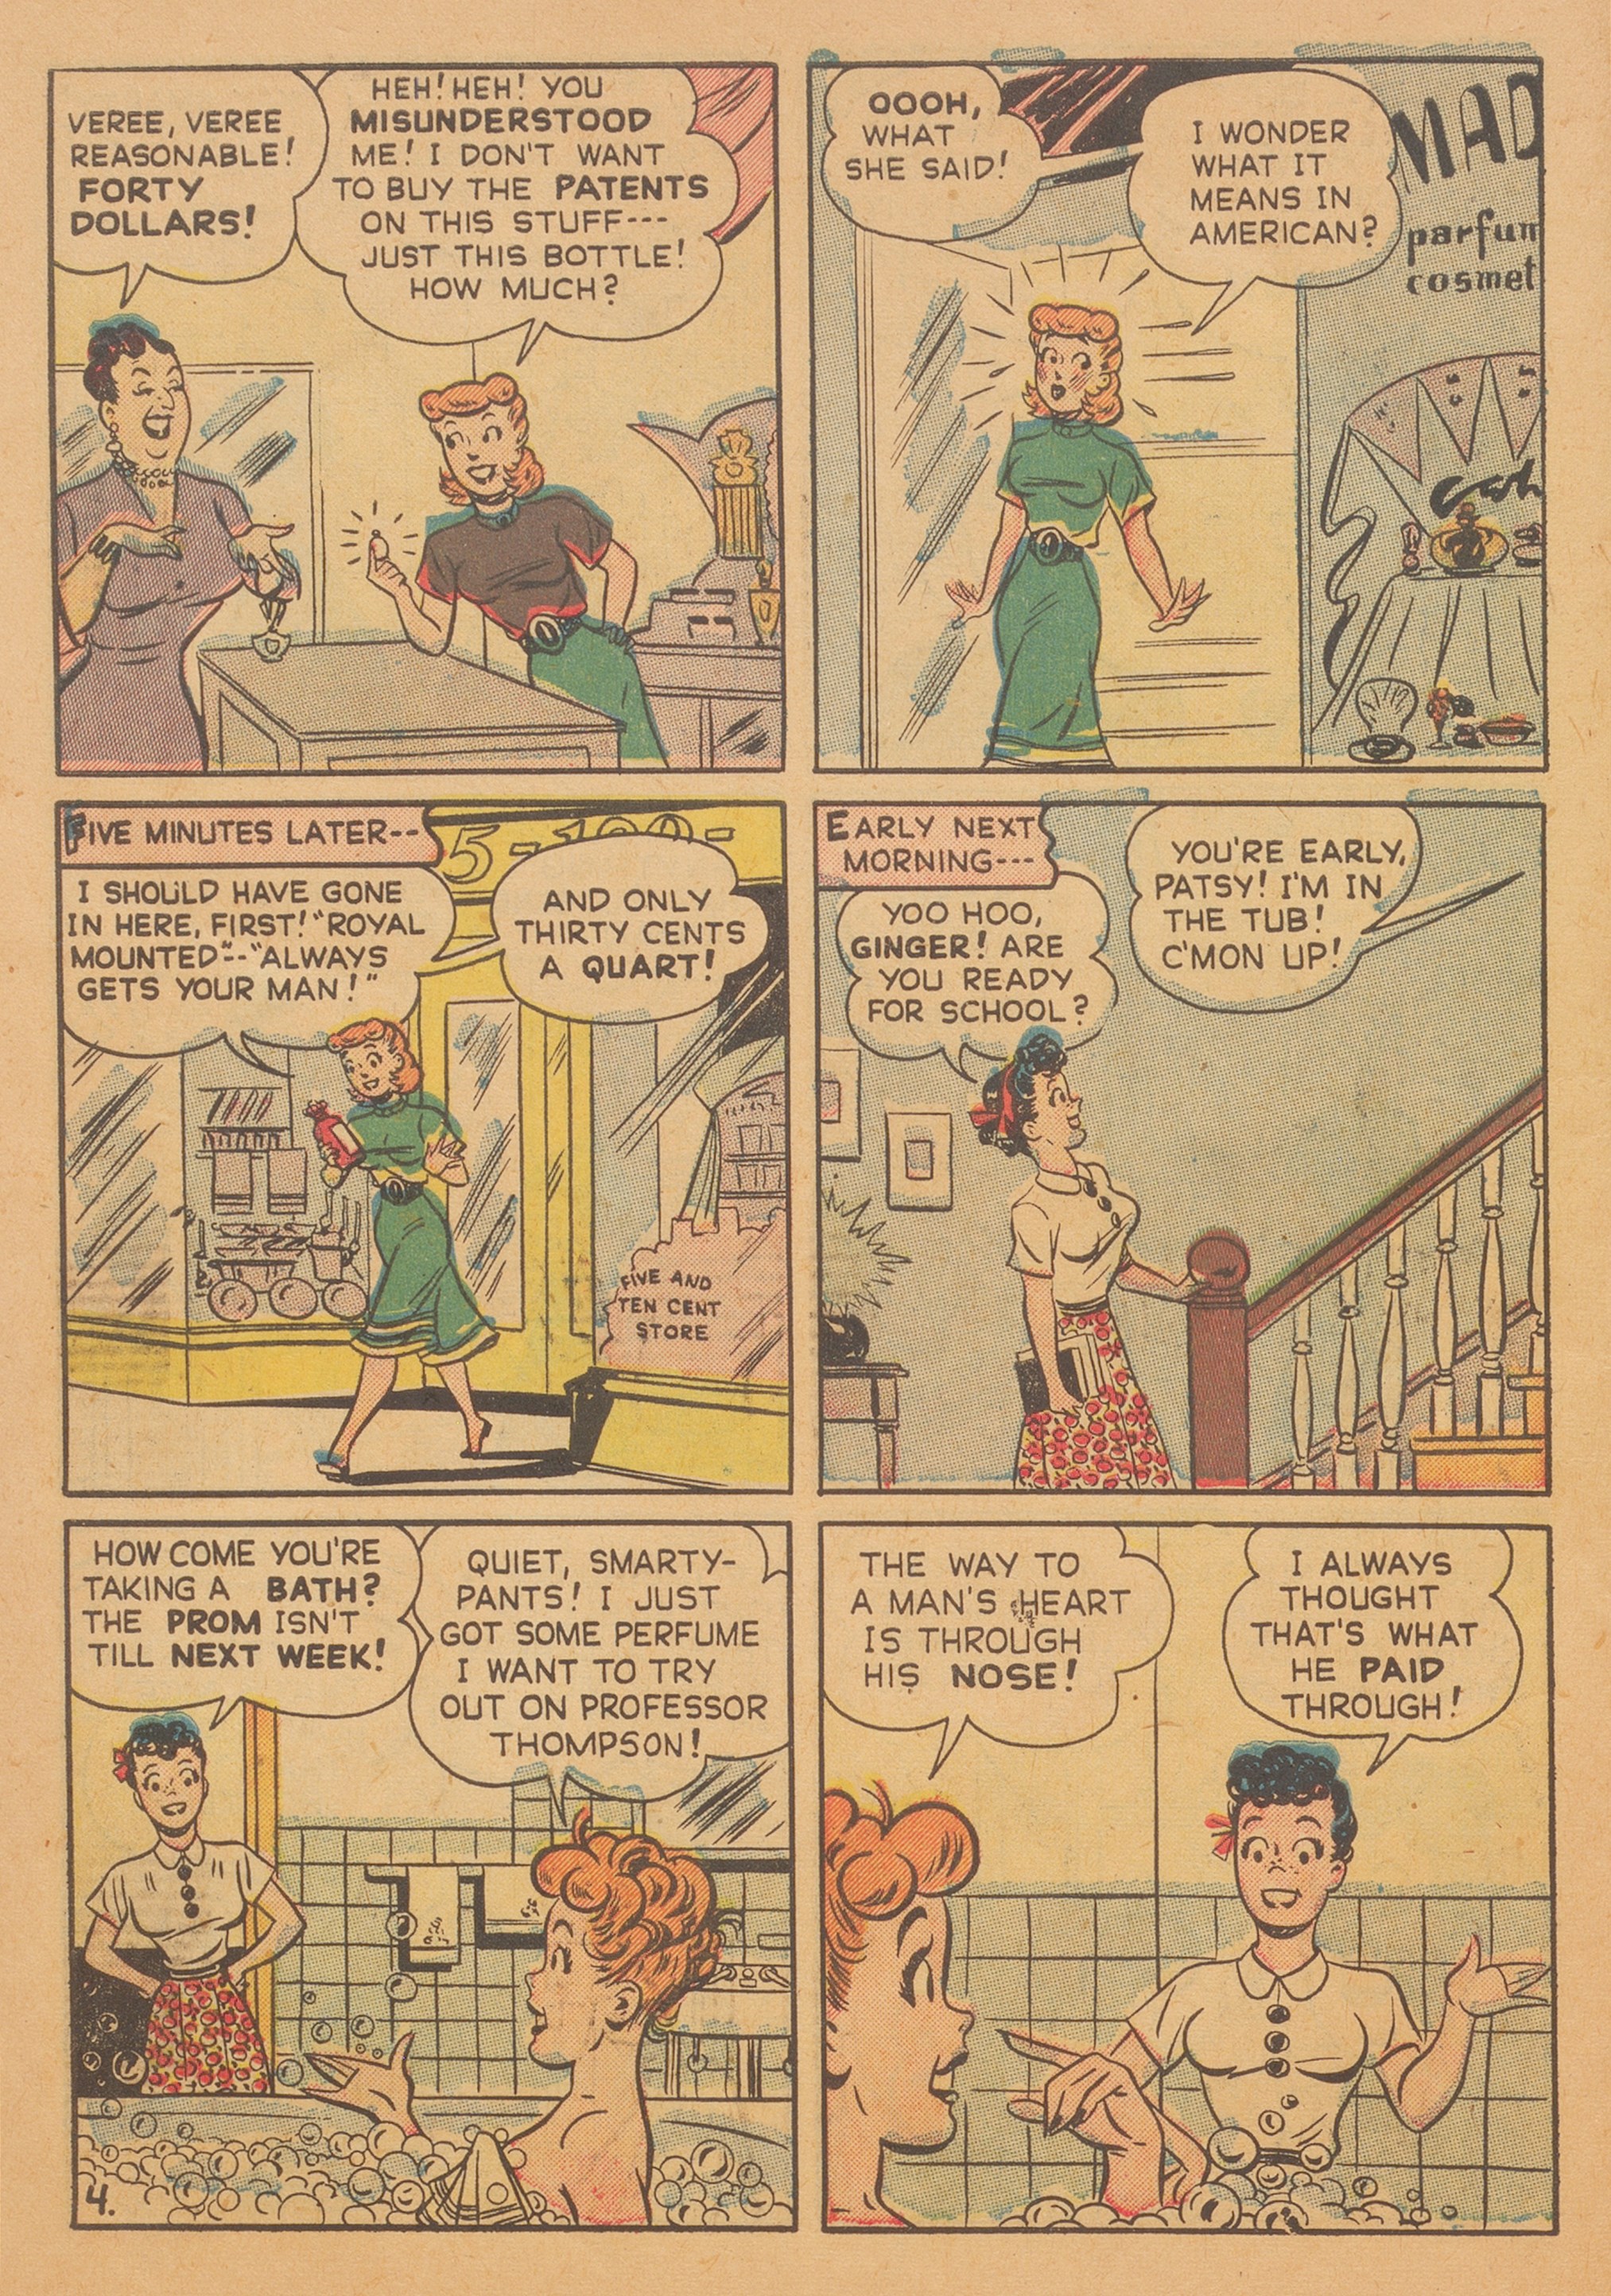 VEREE, VEREE
REASONABLE!
FORTY
DOLLARS!
HEH! HEH! YOU
MISUNDERSTOOD
ME! I DON'T WANT
TO BUY THE PATENTS
ON THIS STUFF---
JUST THIS BOTTLE!
HOW MUCH?
OOOH,
WHAT
SHE SAID!
I WONDER
WHAT IT
MEANS IN
AMERICAN?
MAD
parfum
cosmet
FIVE MINUTES LATER--
5-100-
I SHOULD HAVE GONE
IN HERE, FIRST! "ROYAL
MOUNTED"--"ALWAYS
GETS YOUR MAN!"
AND ONLY
THIRTY CENTS
A QUART!
FIVE AND
TEN CENT
STORE
EARLY NEXT
MORNING---
YOO HOO,
GINGER! ARE
YOU READY
FOR SCHOOL?
YOU'RE EARLY,
PATSY! I'M IN
THE TUB!
C'MON UP!
HOW COME YOU'RE
TAKING A BATH?
THE PROM ISN'T
TILL NEXT WEEK!
QUIET, SMARTY-
PANTS! I JUST
GOT SOME PERFUME
I WANT TO TRY
OUT ON PROFESSOR
THOMPSON!
4.
THE WAY TO
A MAN'S HEART
IS THROUGH
HIS NOSE!
I ALWAYS
THOUGHT
THAT'S WHAT
HE PAID
THROUGH!